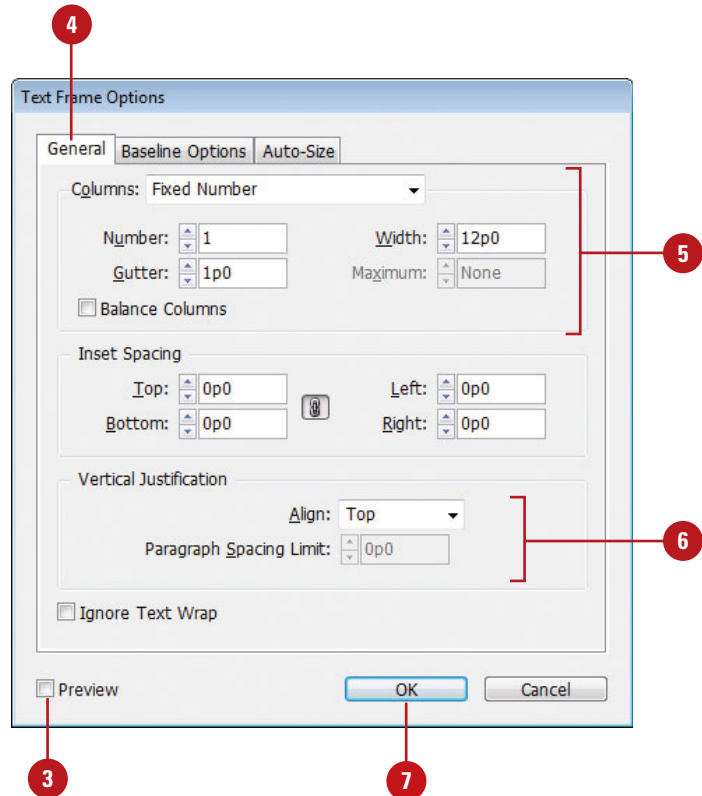 4
Text Frame Options
General Baseline Options Auto-Size
Columns: Fixed Number
Number: 1 Width: 12p0
5
Gutter: 1p0 Maximum: None
Balance Columns
Inset Spacing
Top: 0p0 Left: 0p0
Bottom: 0p0 Right: 0p0
Vertical Justification
Align: Top
6
Paragraph Spacing Limit: 0p0
Ignore Text Wrap
Preview OK Cancel
3 7